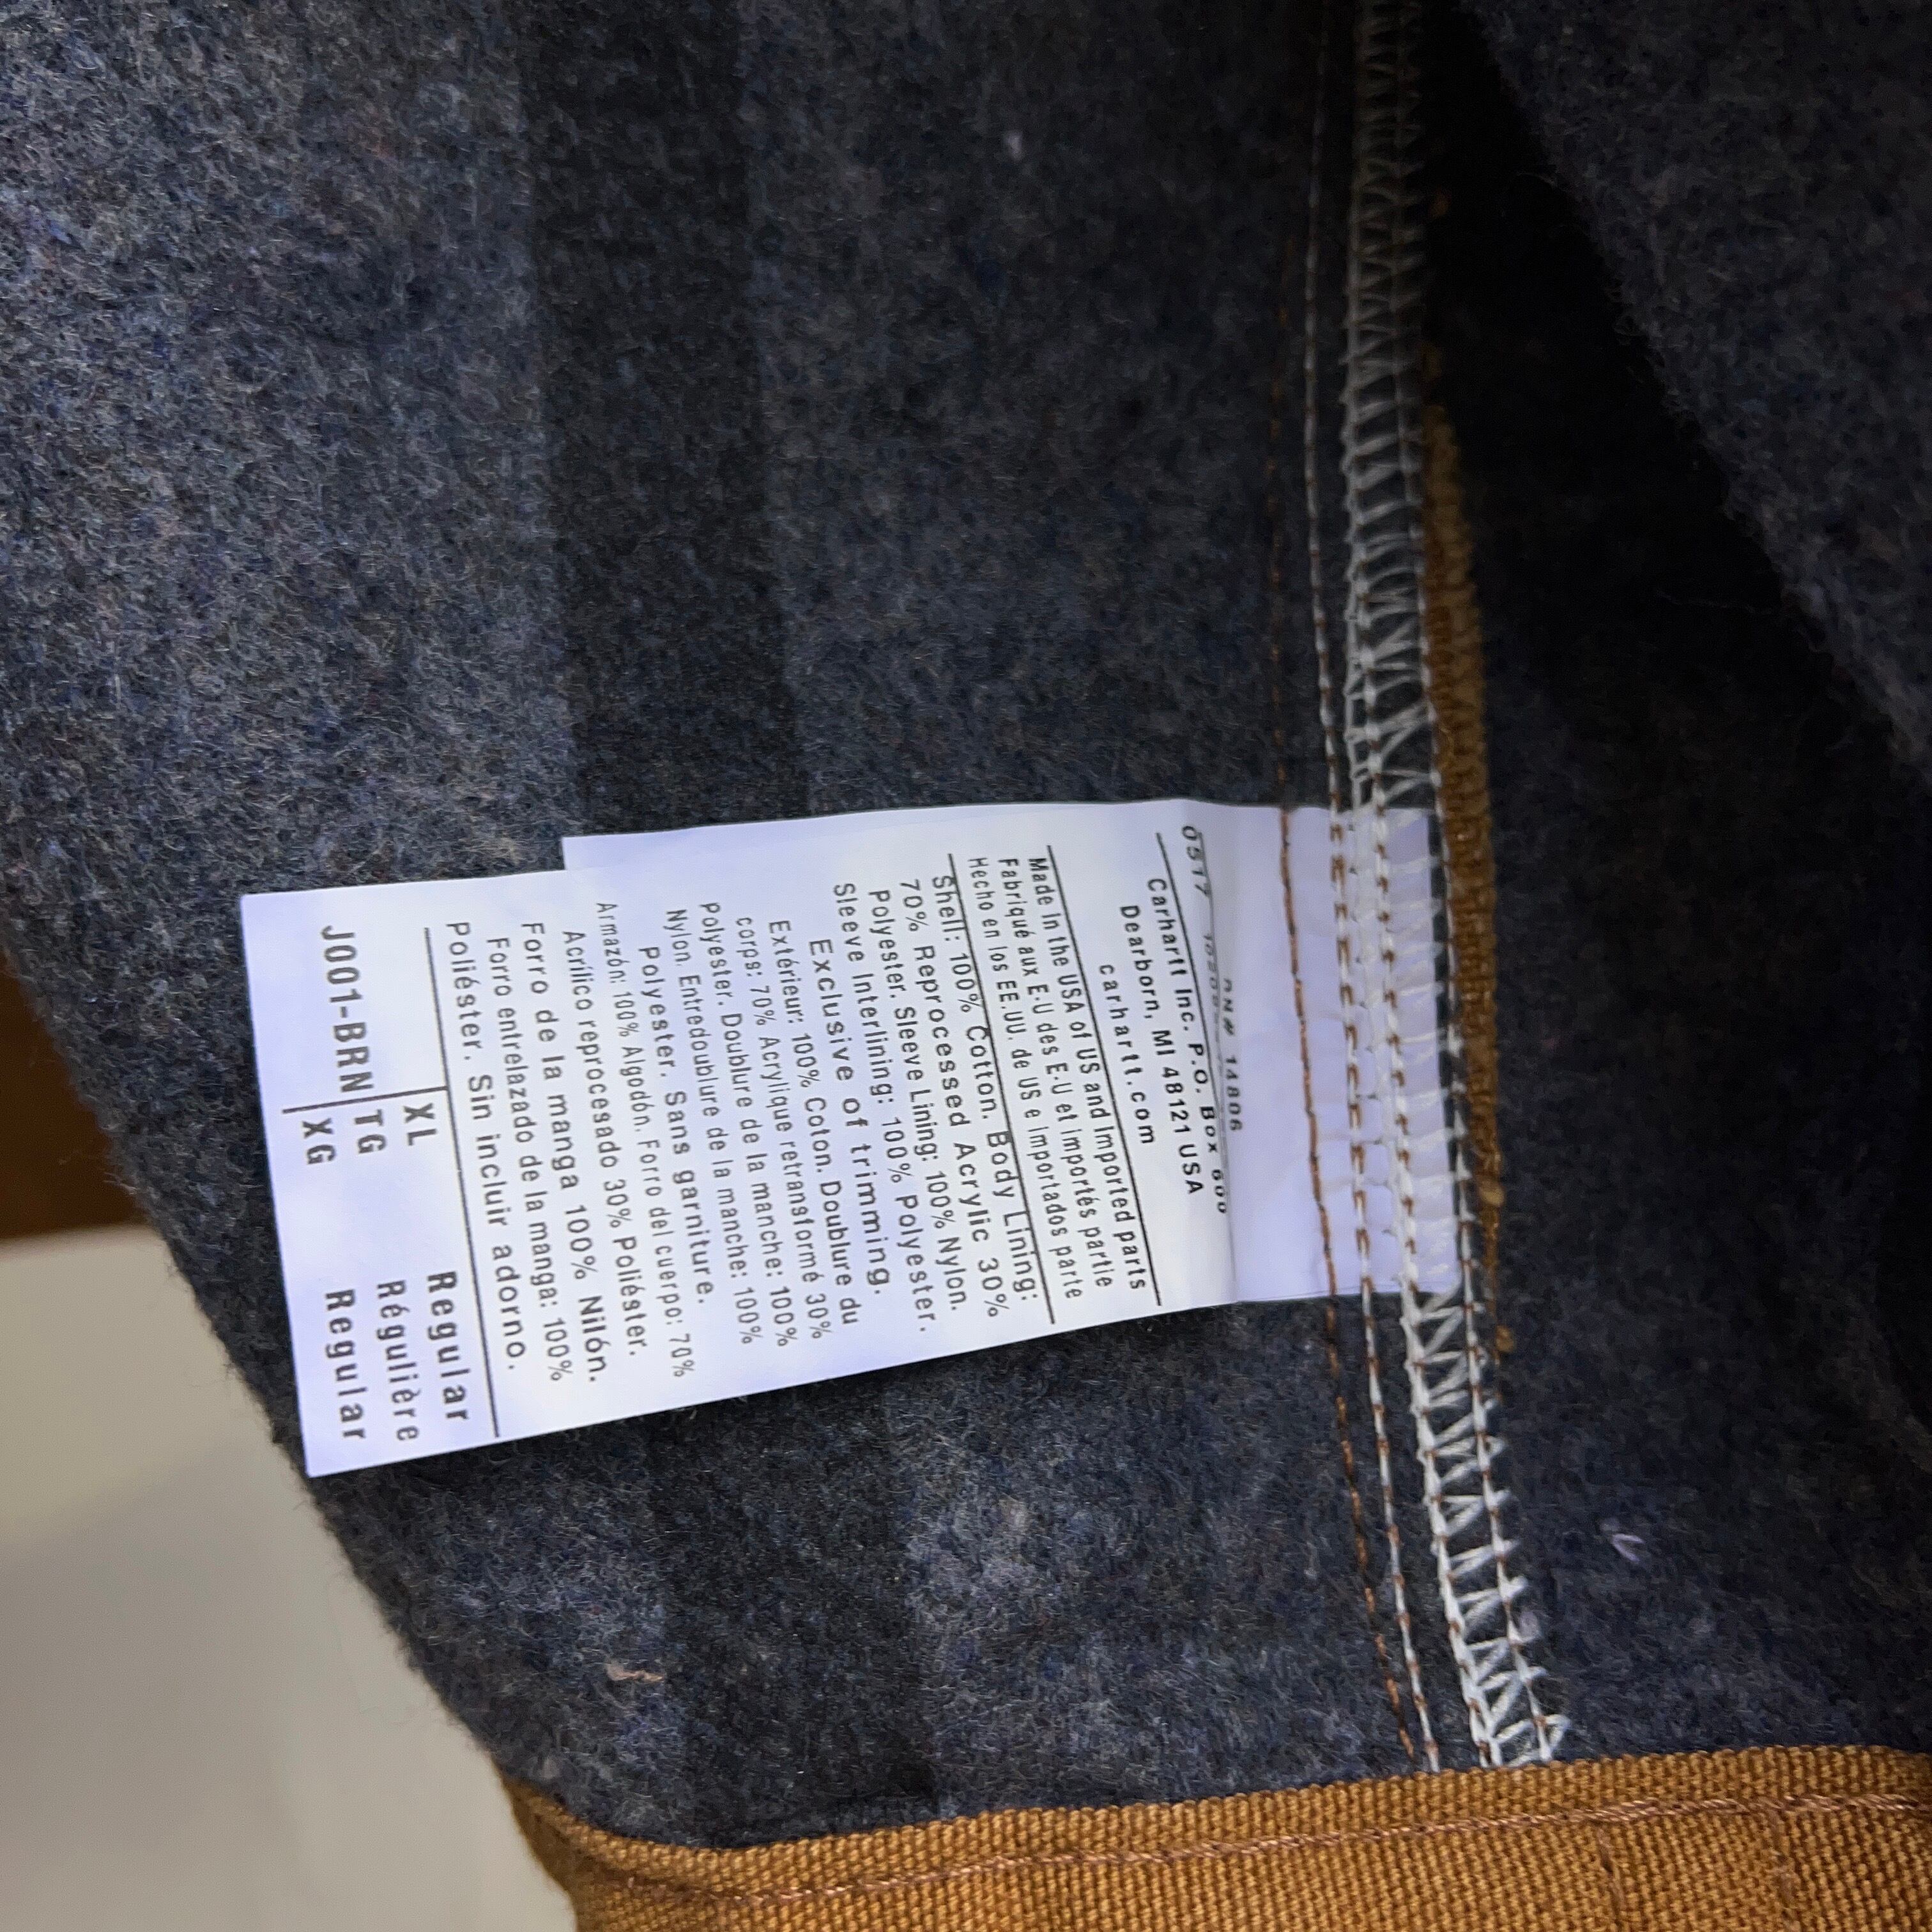 RN# 14806
0517
Carhartt Inc. P.O. Box 600
Dearborn, MI 48121 USA
carhartt.com
Made in the USA of US and Imported parts
Fabriqué aux E-U des E-U et Importés partie
Hecho en los EE.UU. de US e Importados parte
Shell: 100% Cotton. Body Lining:
70% Reprocessed Acrylic 30%
Polyester. Sleeve Lining: 100% Nylon.
Sleeve Interlining: 100% Polyester.
Exclusive of trimming.
Extérieur: 100% Coton. Doublure du
corps: 70% Acrylique retransformé 30%
Polyester. Doublure de la manche: 100%
Nylon. Entredoublure de la manche: 100%
Polyester. Sans garniture.
Armazón: 100% Algodón. Forro del cuerpo: 70%
Acrílico reprocesado 30% Poliéster.
Forro de la manga 100% Nilón.
Forro entrelazado de la manga: 100%
Poliéster. Sin incluir adorno.
XL Regular
J001-BRN TG Régulière
XG Regular